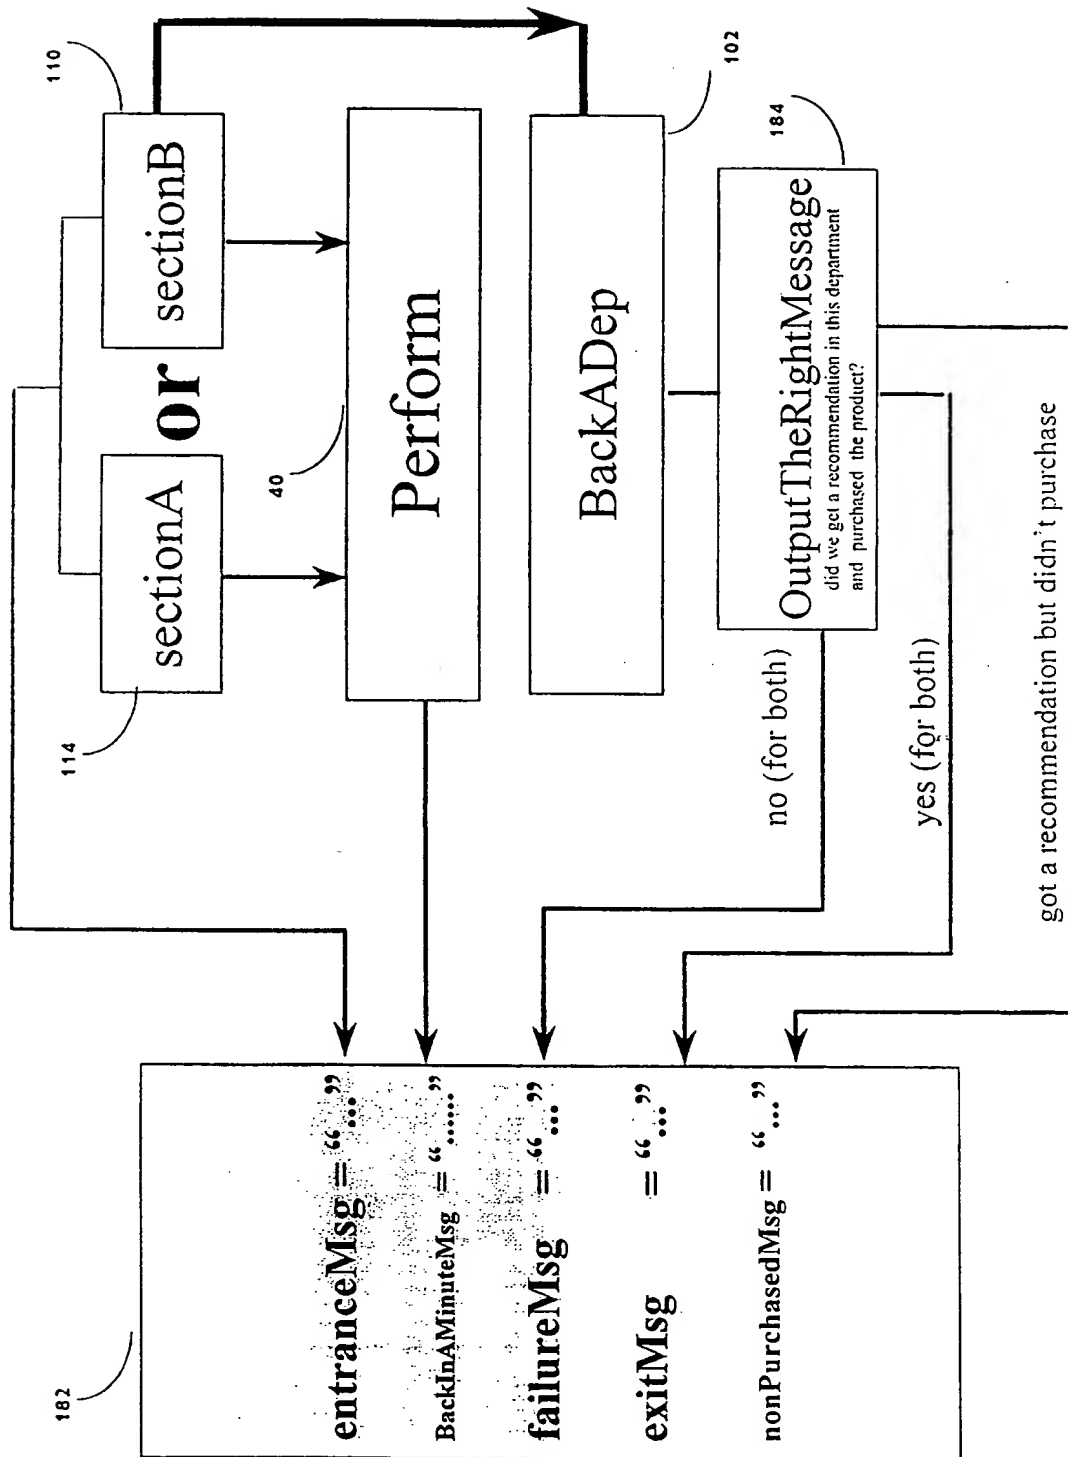 182
entranceMsg = “...”
BackInAMinuteMsg = “......”
failureMsg = “...”
exitMsg = “...”
nonPurchasedMsg = “...”
114
sectionA
or
sectionB
110
40
Perform
BackADep
102
184
OutputTheRightMessage
did we get a recommendation in this department
and purchased the product?
no (for both)
yes (for both)
got a recommendation but didn't purchase